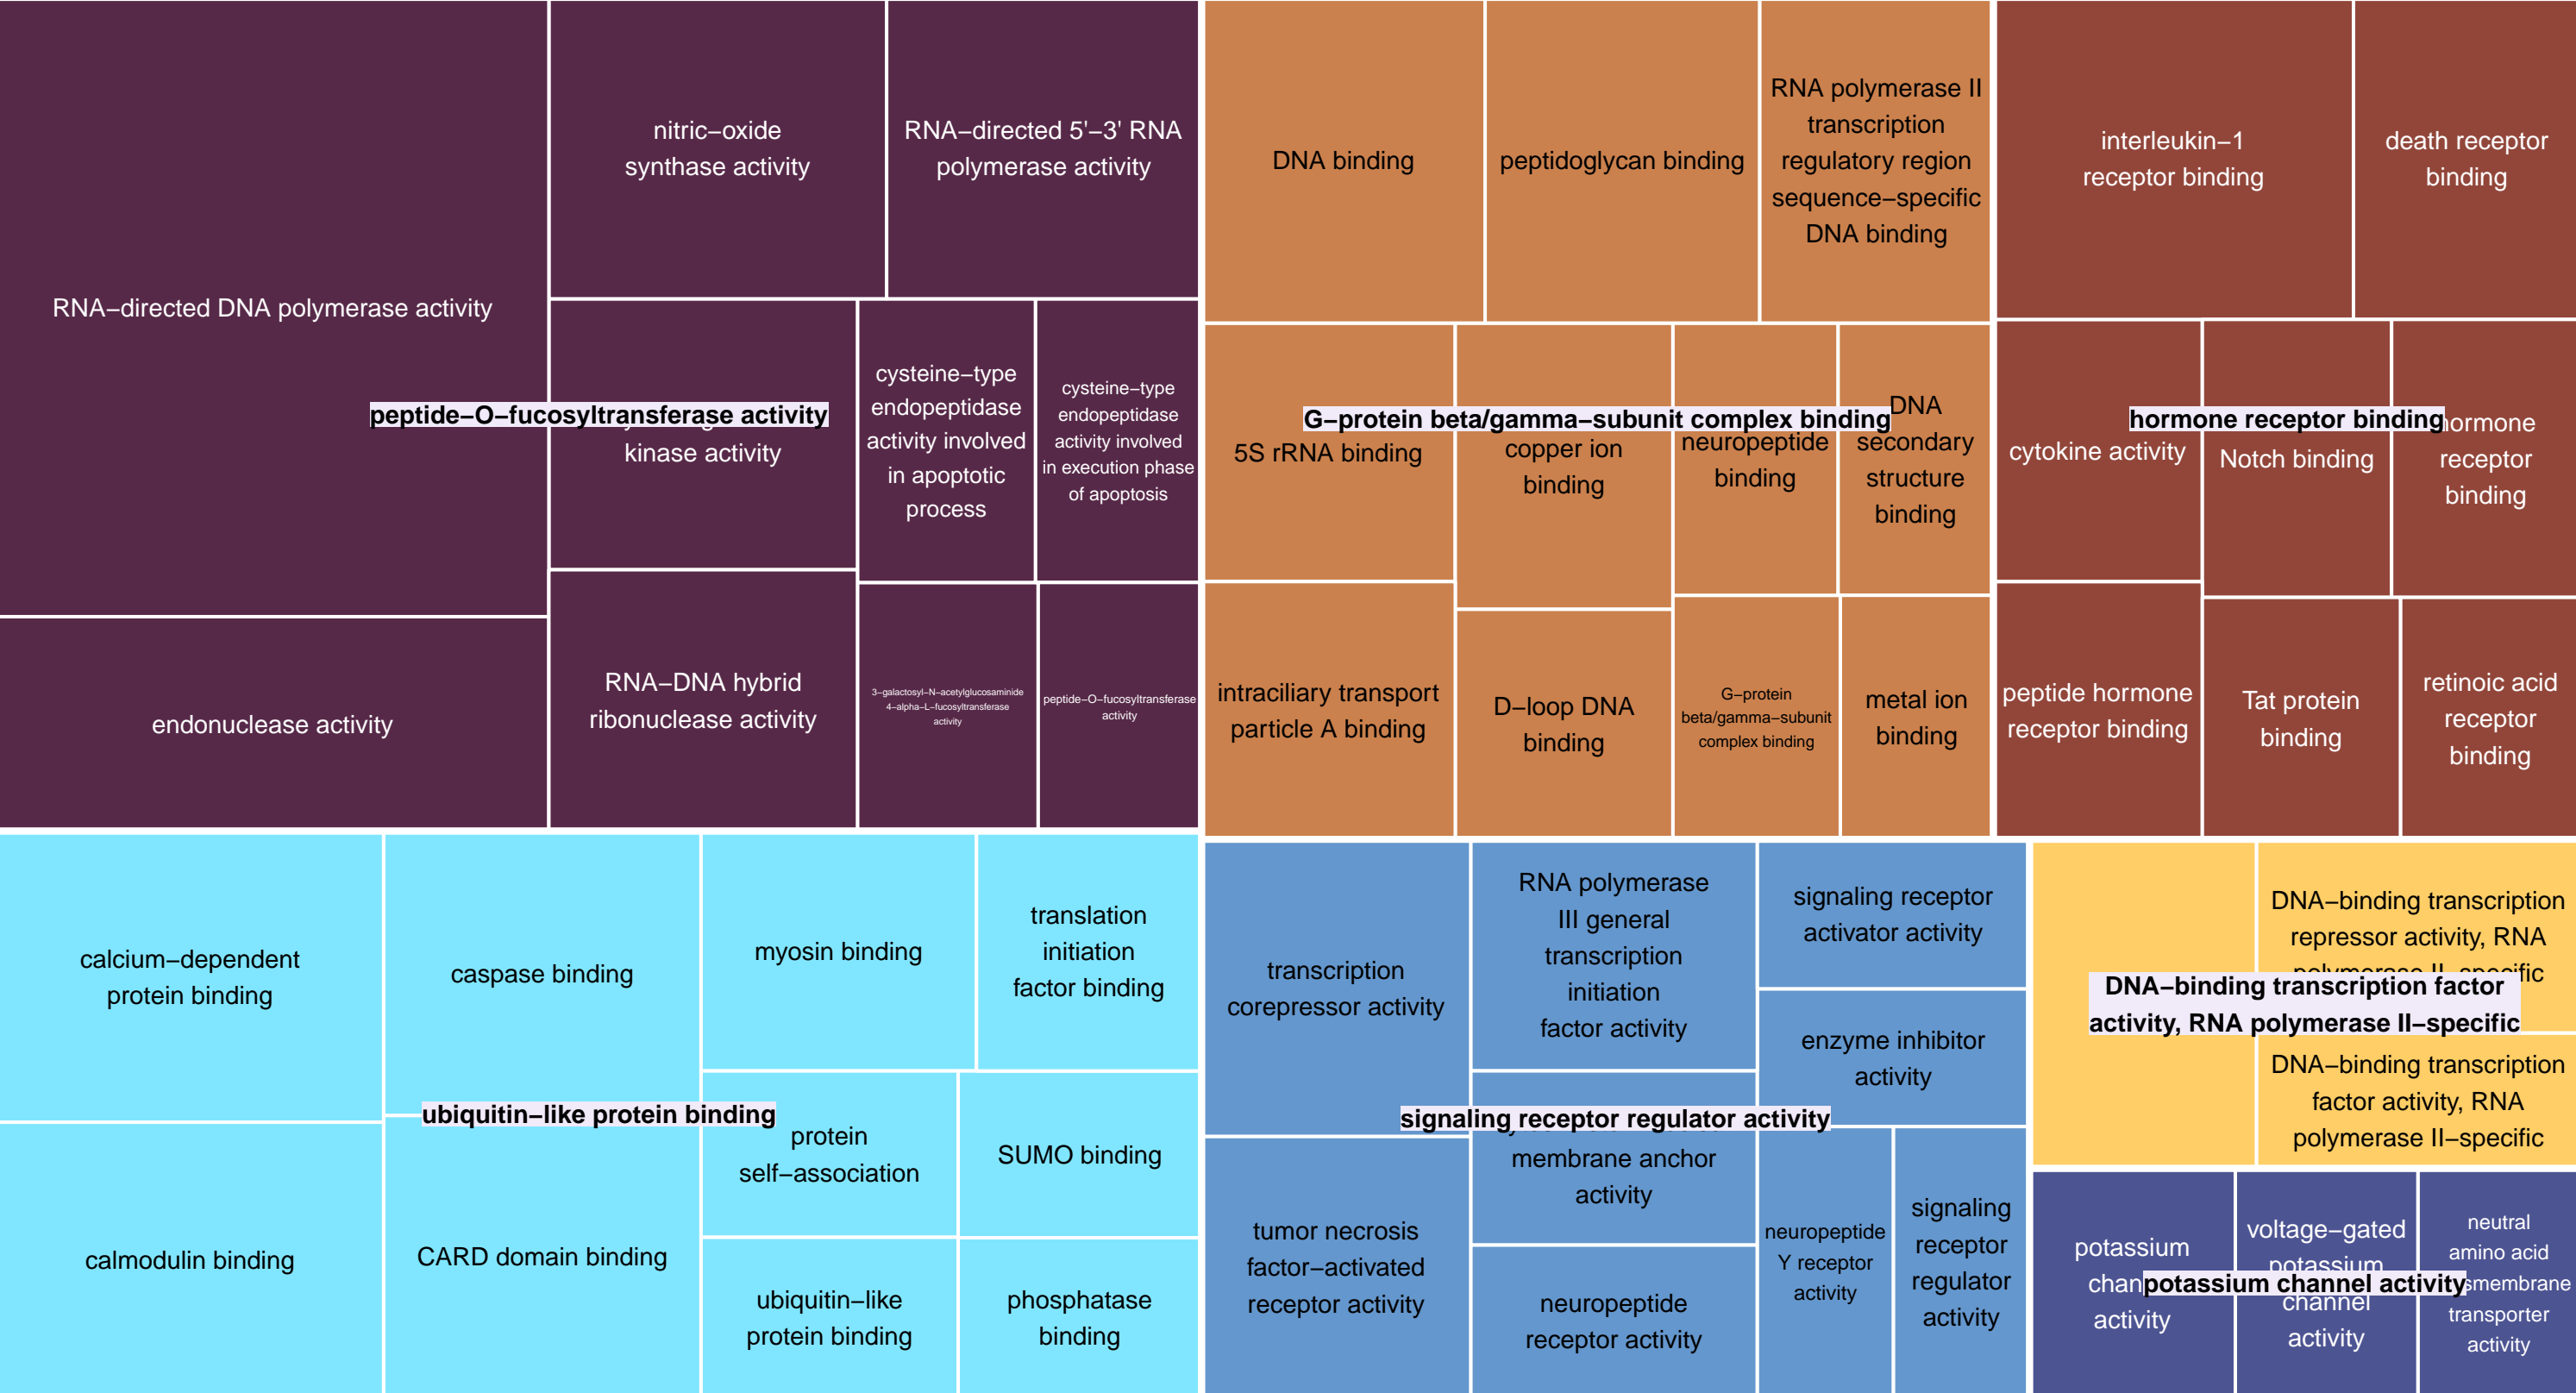 RNA–directed DNA polymerase activity
endonuclease activity
nitric–oxide
synthase activity
RNA–directed 5'–3' RNA
polymerase activity
kinase activity
cysteine–type
endopeptidase
activity involved
in apoptotic
process
cysteine–type
endopeptidase
activity involved
in execution phase
of apoptosis
RNA–DNA hybrid
ribonuclease activity
3–galactosyl–N–acetylglucosaminide
4–alpha–L–fucosyltransferase
activity
peptide–O–fucosyltransferase
activity
peptide–O–fucosyltransferase activity
DNA binding
peptidoglycan binding
RNA polymerase II
transcription
regulatory region
sequence–specific
DNA binding
5S rRNA binding
copper ion
binding
neuropeptide
binding
DNA
secondary
structure
binding
intraciliary transport
particle A binding
D–loop DNA
binding
G–protein
beta/gamma–subunit
complex binding
metal ion
binding
G–protein beta/gamma–subunit complex binding
interleukin–1
receptor binding
death receptor
binding
cytokine activity
Notch binding
hormone
receptor
binding
peptide hormone
receptor binding
Tat protein
binding
retinoic acid
receptor
binding
hormone receptor binding
calcium–dependent
protein binding
calmodulin binding
caspase binding
CARD domain binding
myosin binding
translation
initiation
factor binding
protein
self–association
SUMO binding
ubiquitin–like
protein binding
phosphatase
binding
ubiquitin–like protein binding
transcription
corepressor activity
tumor necrosis
factor–activated
receptor activity
RNA polymerase
III general
transcription
initiation
factor activity
membrane anchor
activity
neuropeptide
receptor activity
signaling receptor
activator activity
enzyme inhibitor
activity
neuropeptide
Y receptor
activity
signaling
receptor
regulator
activity
signaling receptor regulator activity
DNA–binding transcription
repressor activity, RNA
polymerase II–specific
DNA–binding transcription
factor activity, RNA
polymerase II–specific
DNA–binding transcription factor
activity, RNA polymerase II–specific
potassium
channel
activity
voltage–gated
potassium
channel
activity
neutral
amino acid
transporter
activity
potassium channel activity